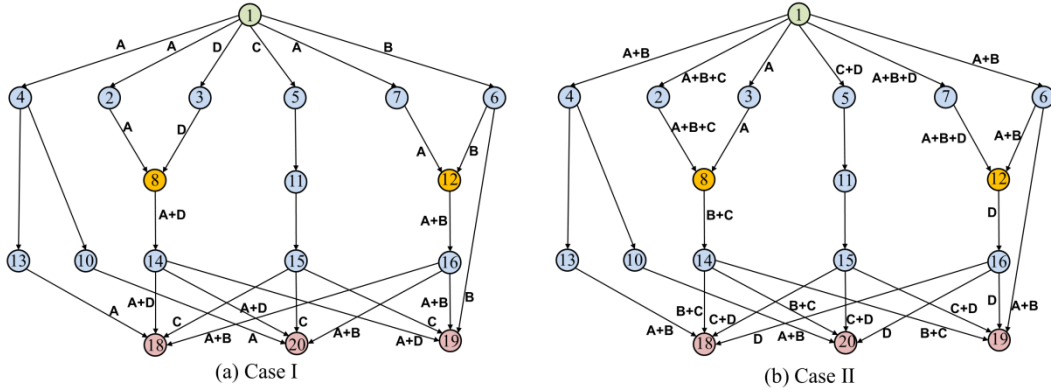 1
A A D C A B
4 2 3 5 7 6
A D A B
8 11 12
A+D A+B
13 10 14 15 16
A A+D C A+B A A+D C A+B A+D C A+B B
18 20 19
(a) Case I
1
A+B A+B+C A C+D A+B+D A+B
4 2 3 5 7 6
A+B+C A A+B+D A+B
8 11 12
B+C D
13 10 14 15 16
A+B B+C C+D D A+B B+C C+D D B+C C+D D A+B
18 20 19
(b) Case II